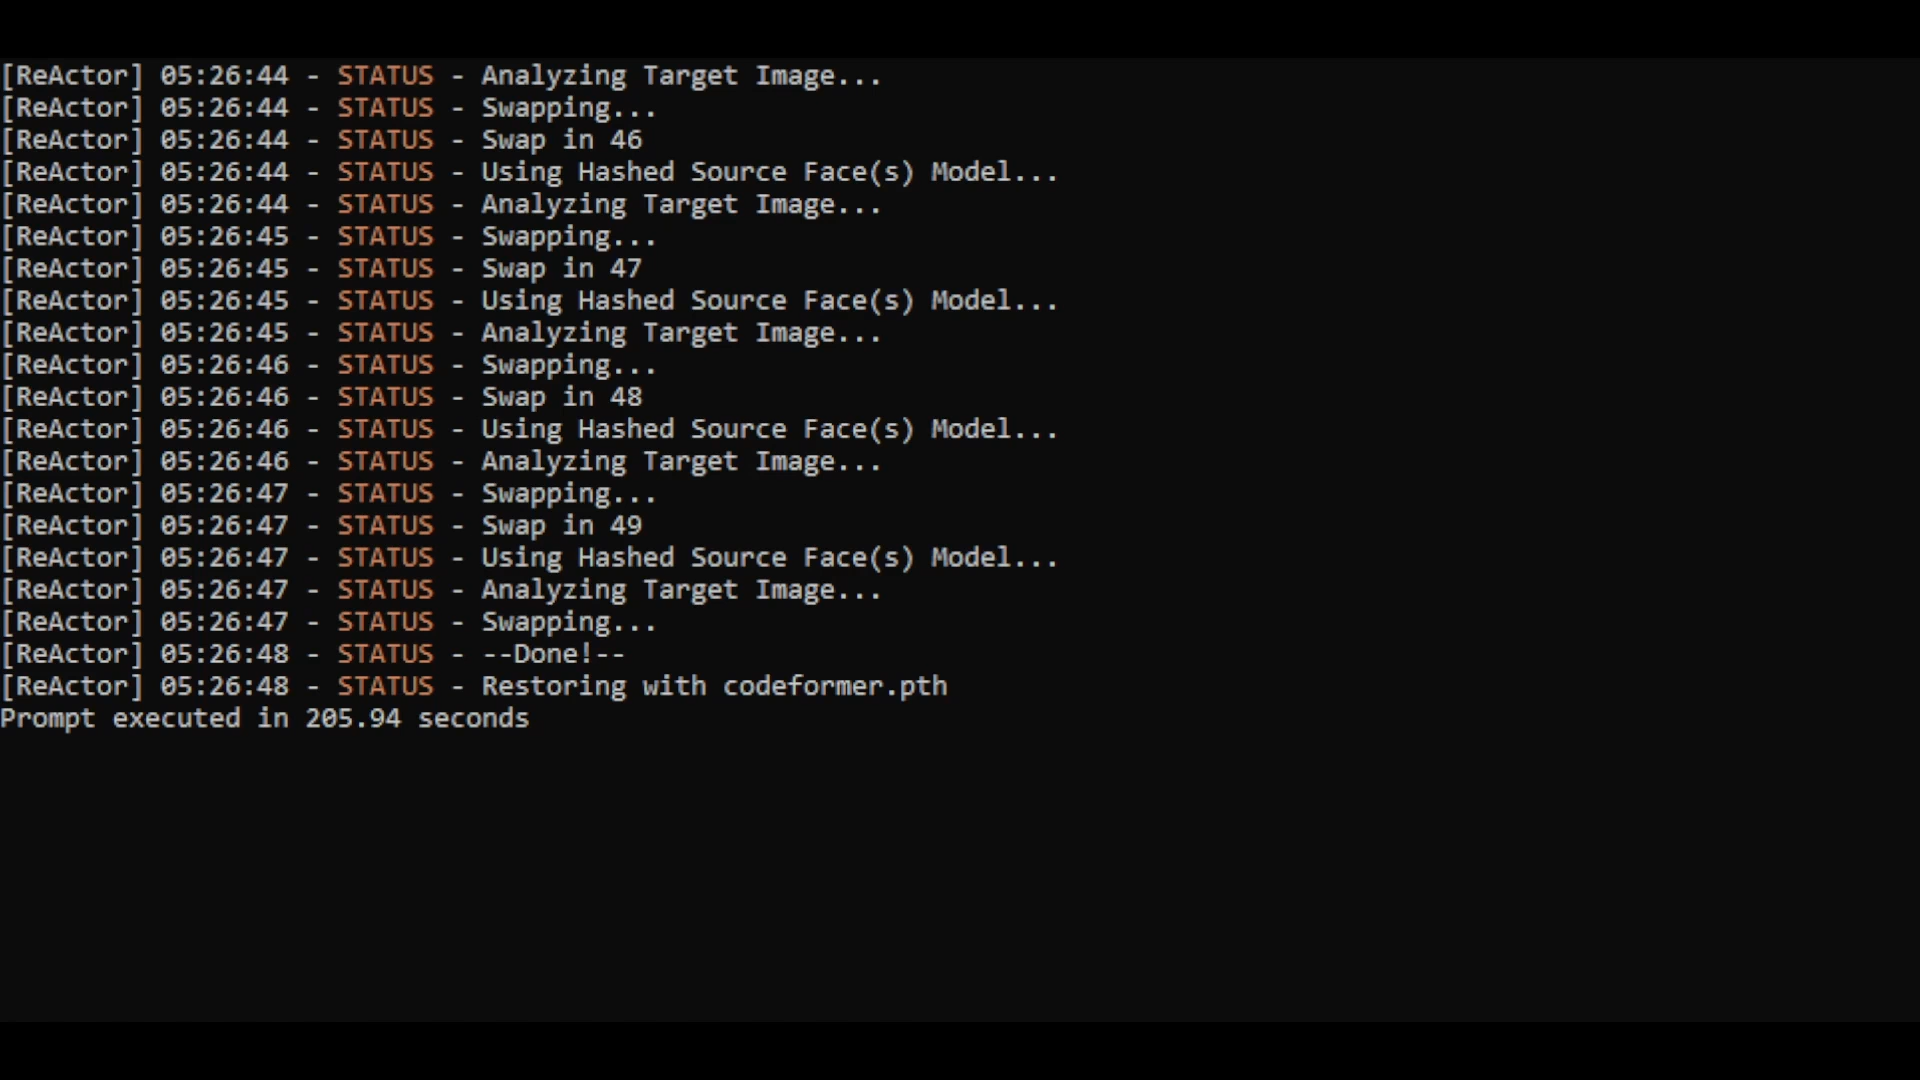 [ReActor] 05:26:44 - STATUS - Analyzing Target Image...
[ReActor] 05:26:44 - STATUS - Swapping...
[ReActor] 05:26:44 - STATUS - Swap in 46
[ReActor] 05:26:44 - STATUS - Using Hashed Source Face(s) Model...
[ReActor] 05:26:44 - STATUS - Analyzing Target Image...
[ReActor] 05:26:45 - STATUS - Swapping...
[ReActor] 05:26:45 - STATUS - Swap in 47
[ReActor] 05:26:45 - STATUS - Using Hashed Source Face(s) Model...
[ReActor] 05:26:45 - STATUS - Analyzing Target Image...
[ReActor] 05:26:46 - STATUS - Swapping...
[ReActor] 05:26:46 - STATUS - Swap in 48
[ReActor] 05:26:46 - STATUS - Using Hashed Source Face(s) Model...
[ReActor] 05:26:46 - STATUS - Analyzing Target Image...
[ReActor] 05:26:47 - STATUS - Swapping...
[ReActor] 05:26:47 - STATUS - Swap in 49
[ReActor] 05:26:47 - STATUS - Using Hashed Source Face(s) Model...
[ReActor] 05:26:47 - STATUS - Analyzing Target Image...
[ReActor] 05:26:47 - STATUS - Swapping...
[ReActor] 05:26:48 - STATUS - --Done!--
[ReActor] 05:26:48 - STATUS - Restoring with codeformer.pth
Prompt executed in 205.94 seconds